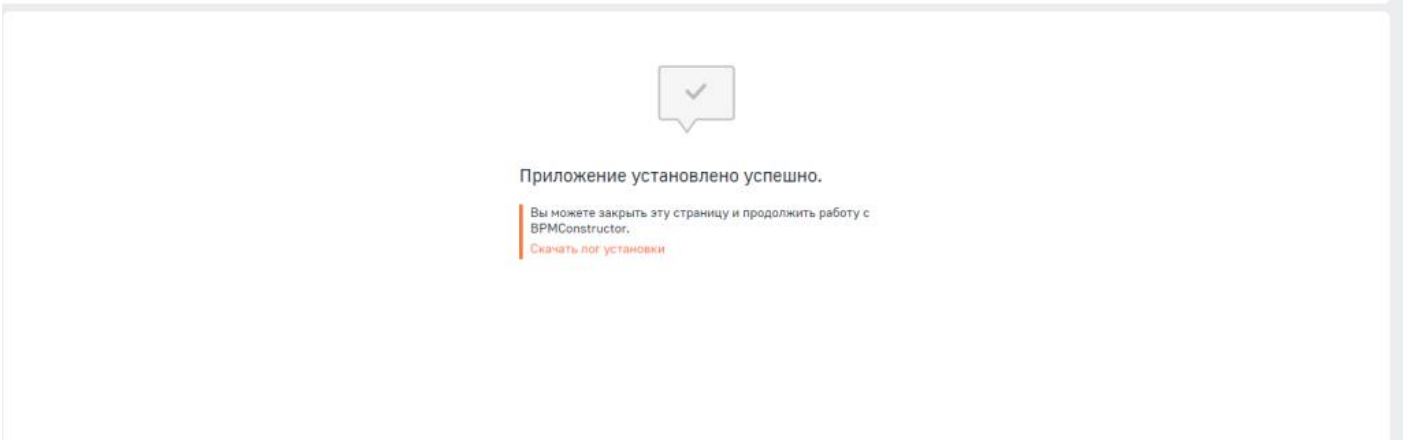 Приложение установлено успешно.
Вы можете закрыть эту страницу и продолжить работу с
BPMConstructor.
Скачать лог установки